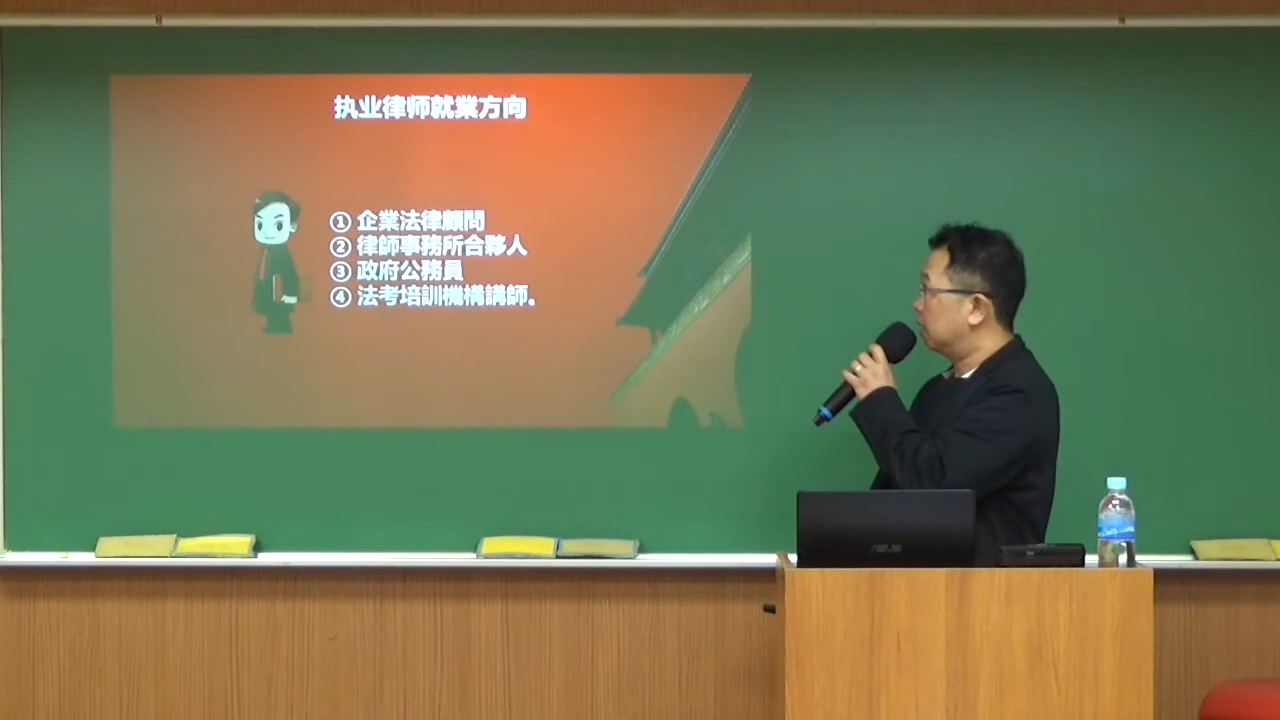 执业律师就業方向
① 企業法律顧問
② 律師事務所合夥人
③ 政府公務員
④ 法考培訓機構講師。